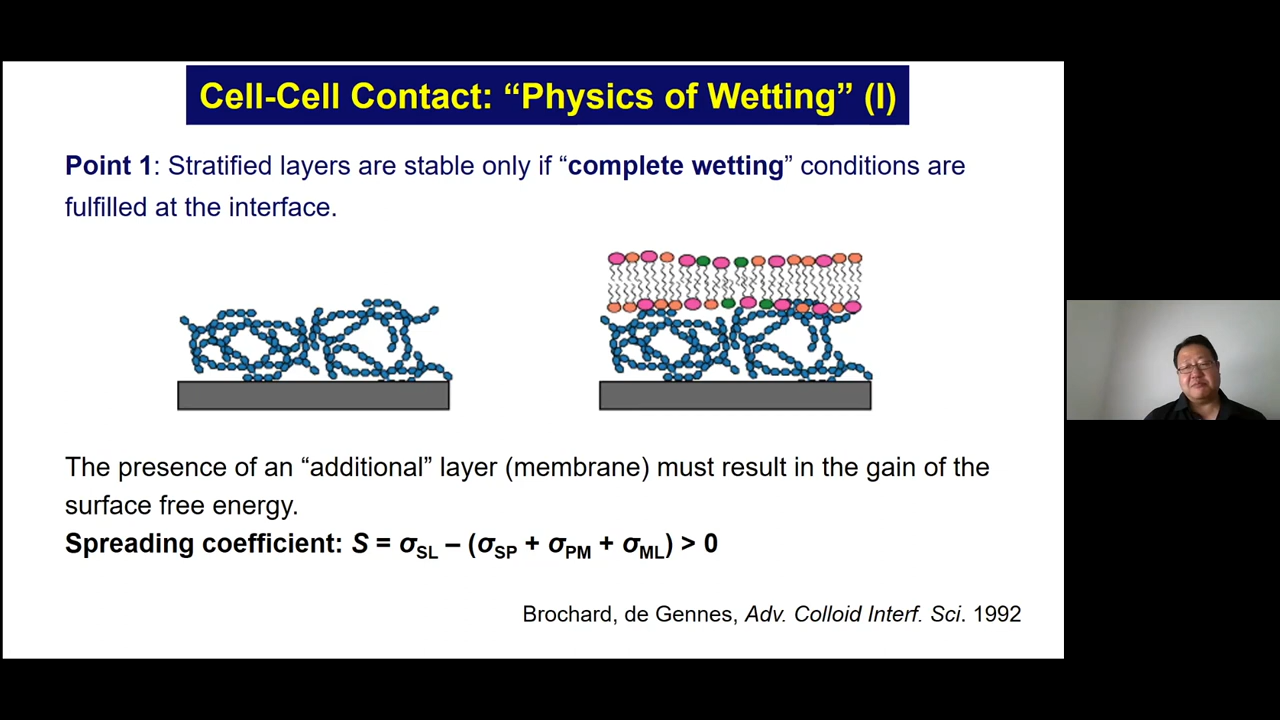 Cell-Cell Contact: “Physics of Wetting” (I)
Point 1: Stratified layers are stable only if “complete wetting” conditions are
fulfilled at the interface.
The presence of an “additional” layer (membrane) must result in the gain of the
surface free energy.
Spreading coefficient: S = σSL – (σSP + σPM + σML) > 0
Brochard, de Gennes, Adv. Colloid Interf. Sci. 1992